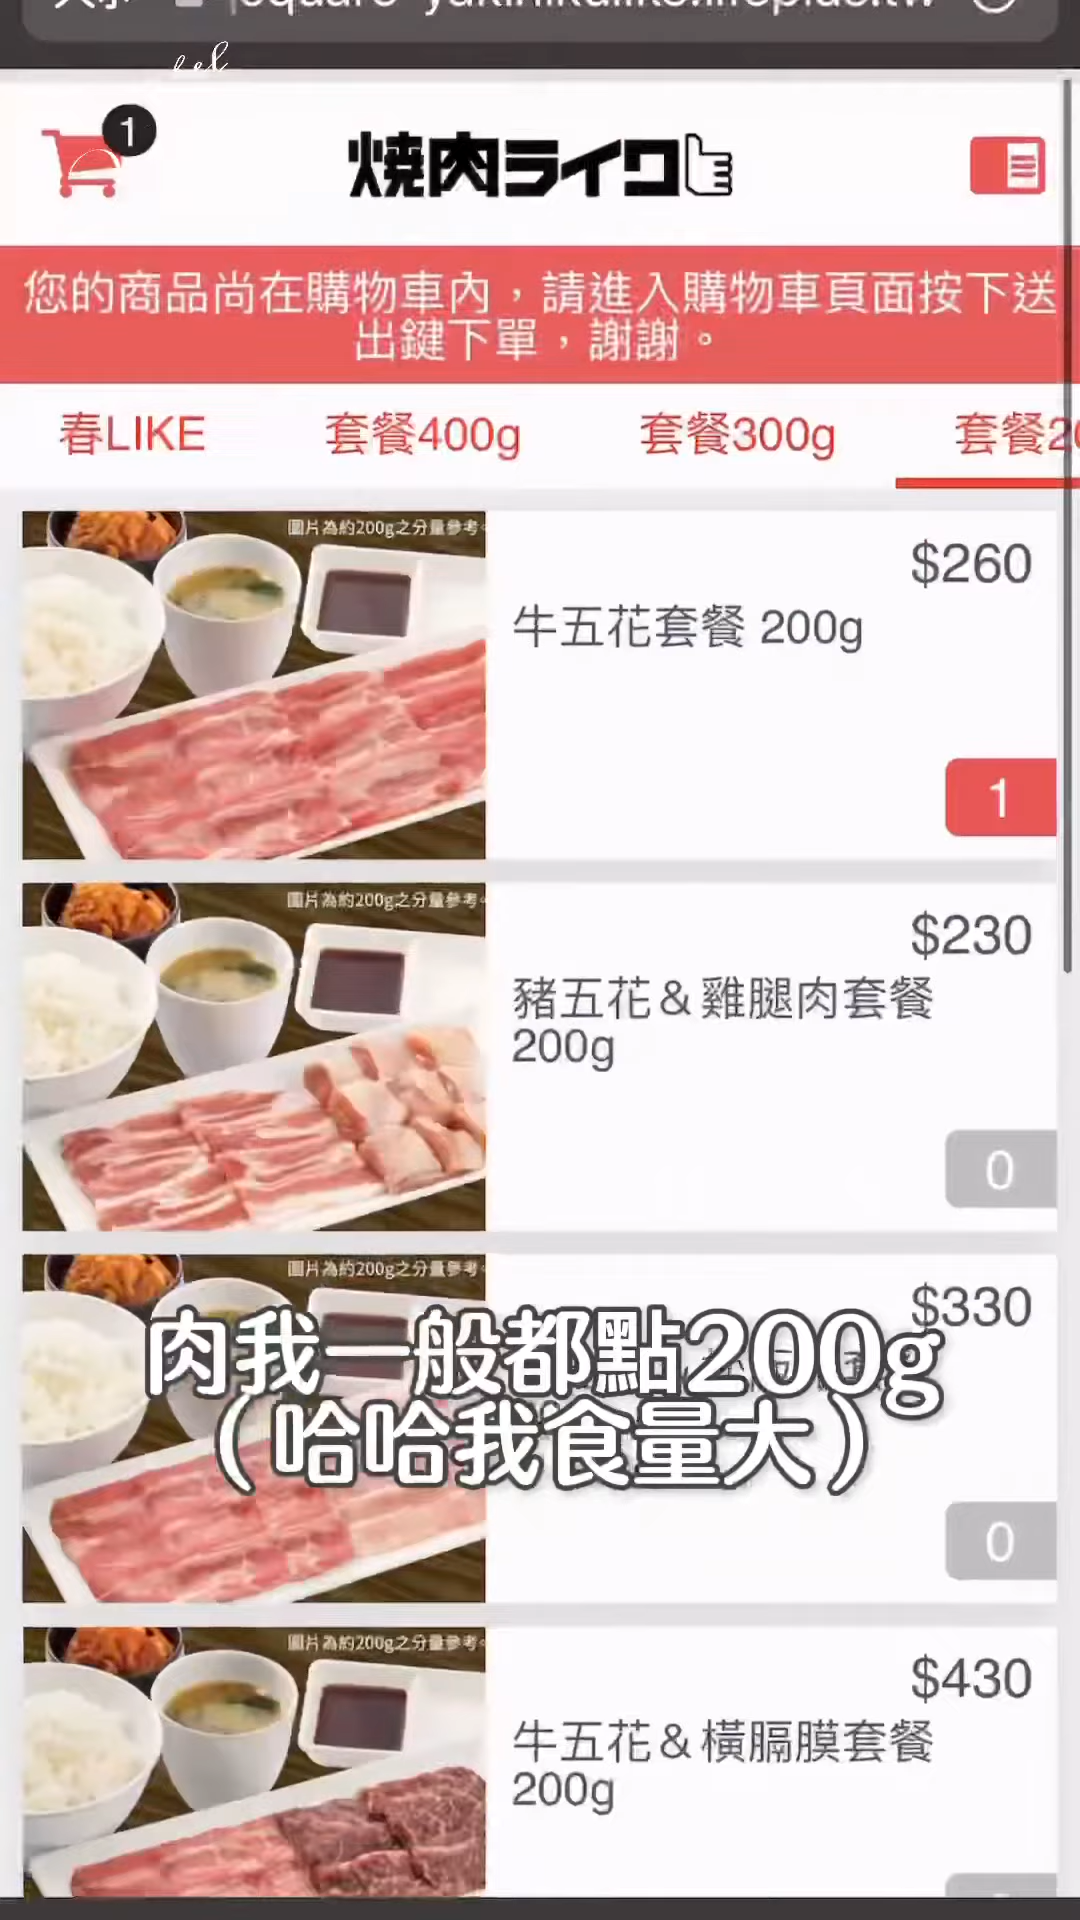 1
燒肉ライク
您的商品尚在購物車內，請進入購物車頁面按下送
出鍵下單，謝謝。
春LIKE
套餐400g
套餐300g
套餐20
圖片為約200g之分量參考。
$260
牛五花套餐 200g
1
圖片為約200g之分量參考。
$230
豬五花＆雞腿肉套餐
200g
0
圖片為約200g之分量參考。
$330
肉我一般都點200g
（哈哈我食量大）
0
圖片為約200g之分量參考。
$430
牛五花＆橫膈膜套餐
200g